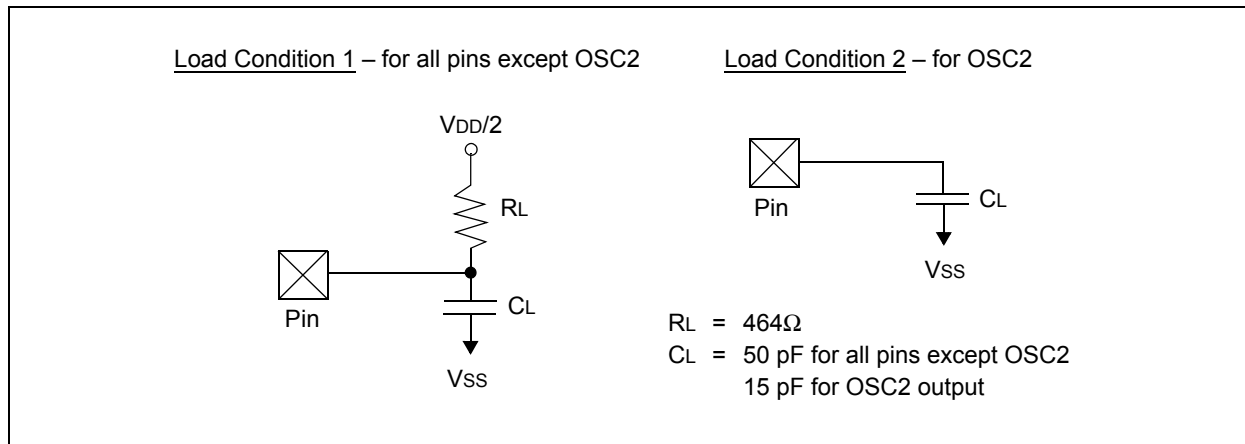 Load Condition 1 – for all pins except OSC2
VDD/2
RL
Pin
CL
VSS
Load Condition 2 – for OSC2
Pin
CL
VSS
RL = 464Ω
CL = 50 pF for all pins except OSC2
15 pF for OSC2 output